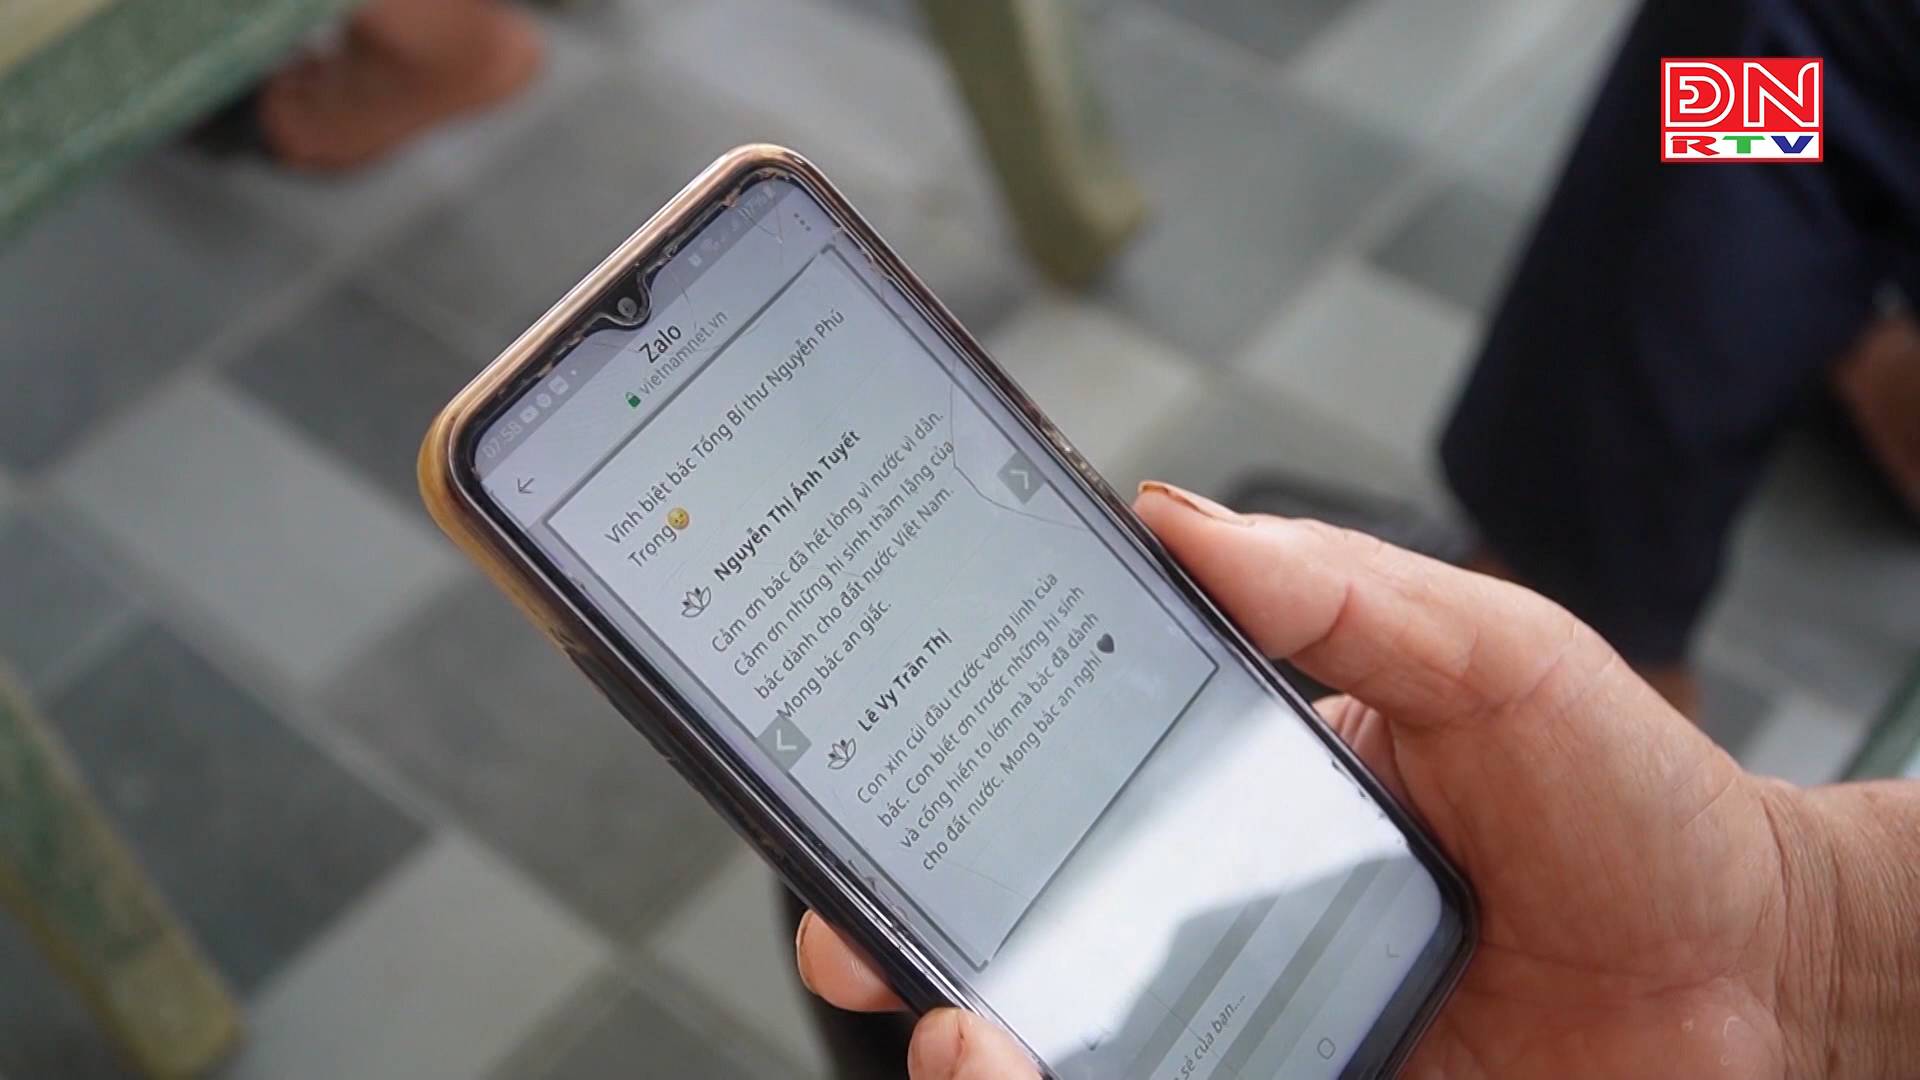 ĐN
RTV
07:58
Zalo
vietnamnet.vn
Vĩnh biệt bác Tổng Bí thư Nguyễn Phú
Trọng
Nguyễn Thị Ánh Tuyết
Cảm ơn bác đã hết lòng vì nước vì dân.
Cảm ơn những hi sinh thầm lặng của
bác dành cho đất nước Việt Nam.
Mong bác an giấc.
Lê Vy Trần Thị
Con xin cúi đầu trước vong linh của
bác. Con biết ơn trước những hi sinh
và cống hiến to lớn mà bác đã dành
cho đất nước. Mong bác an nghỉ
sẻ của bạn...